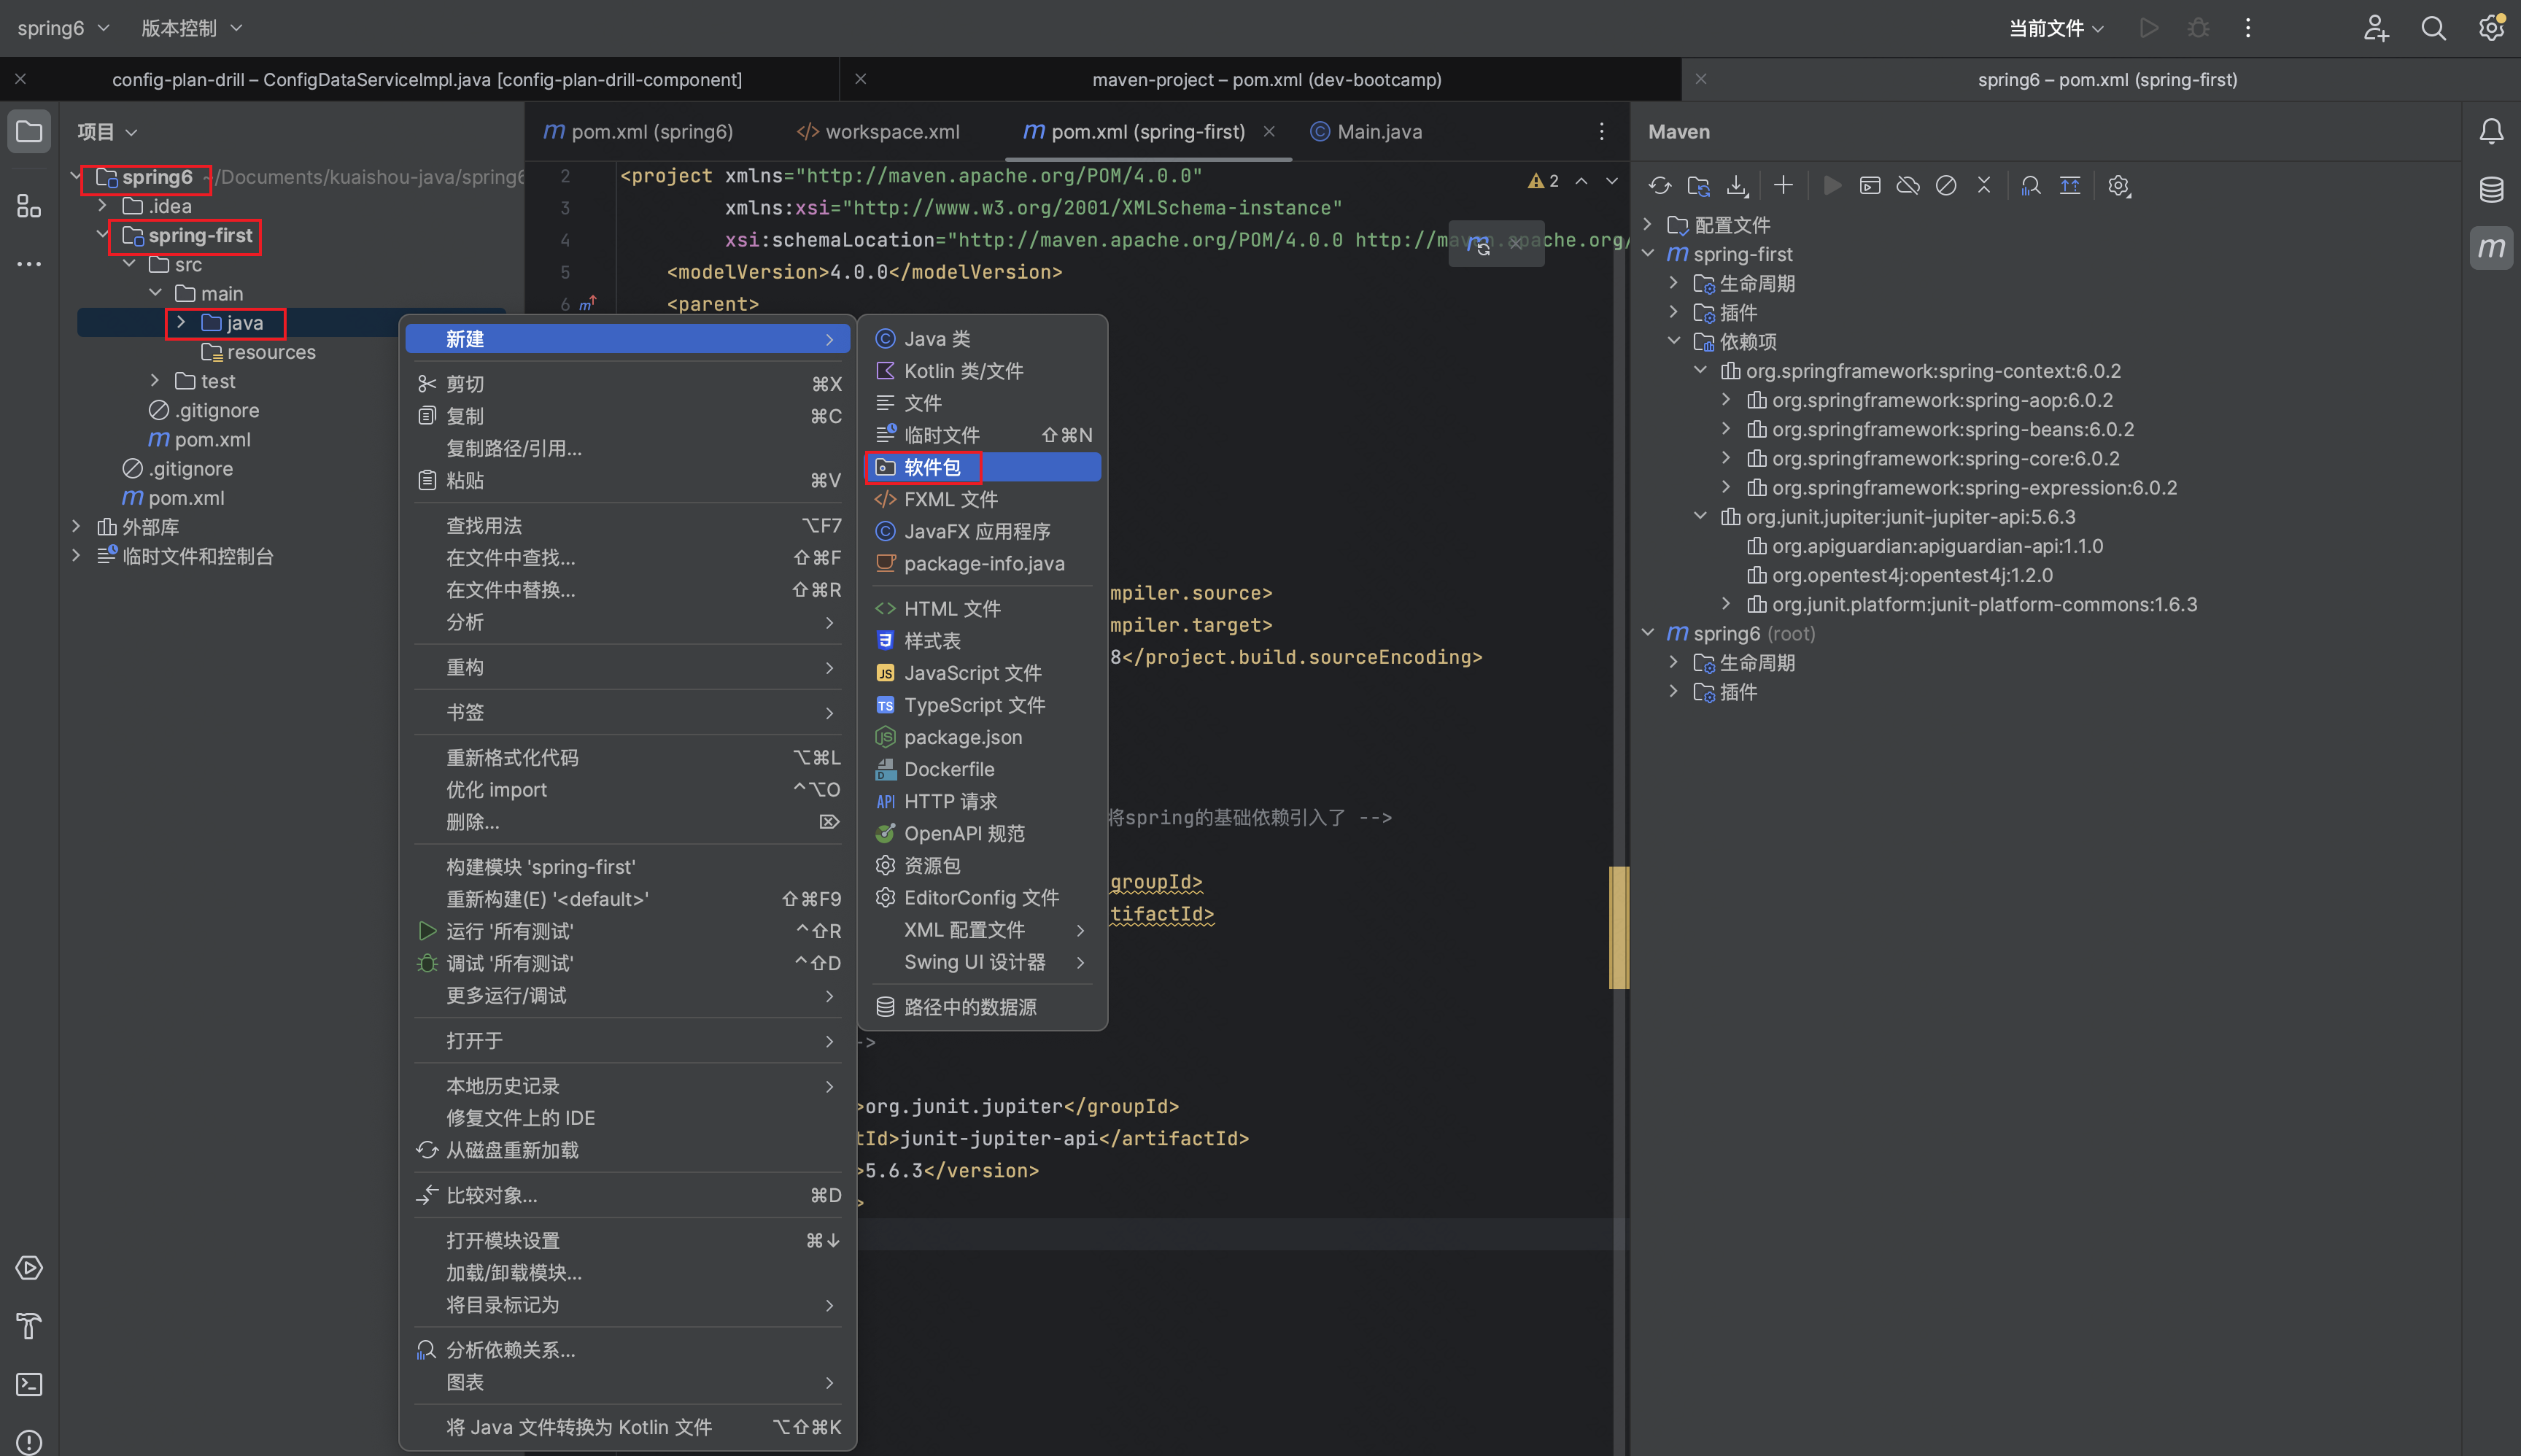 spring6 版本控制 当前文件
config-plan-drill – ConfigDataServiceImpl.java [config-plan-drill-component]
maven-project – pom.xml (dev-bootcamp)
spring6 – pom.xml (spring-first)
项目
spring6 ~/Documents/kuaishou-java/spring6
.idea
spring-first
src
main
java
resources
test
.gitignore
pom.xml
.gitignore
pom.xml
外部库
临时文件和控制台
pom.xml (spring6)
workspace.xml
pom.xml (spring-first)
Main.java
2
2 <project xmlns="http://maven.apache.org/POM/4.0.0"
3 xmlns:xsi="http://www.w3.org/2001/XMLSchema-instance"
4 xsi:schemaLocation="http://maven.apache.org/POM/4.0.0 http://maven.apache.org/
5 <modelVersion>4.0.0</modelVersion>
6 <parent>
mpiler.source>
mpiler.target>
8</project.build.sourceEncoding>
将spring的基础依赖引入了 -->
groupId>
tifactId>
->
>org.junit.jupiter</groupId>
tId>junit-jupiter-api</artifactId>
>5.6.3</version>
>
新建
剪切 ⌘X
复制 ⌘C
复制路径/引用...
粘贴 ⌘V
查找用法 ⌥F7
在文件中查找... ⇧⌘F
在文件中替换... ⇧⌘R
分析
重构
书签
重新格式化代码 ⌥⌘L
优化 import ^⌥O
删除... ⌦
构建模块 'spring-first'
重新构建(E) '<default>' ⇧⌘F9
运行 '所有测试' ^⇧R
调试 '所有测试' ^⇧D
更多运行/调试
打开于
本地历史记录
修复文件上的 IDE
从磁盘重新加载
比较对象... ⌘D
打开模块设置 ⌘↓
加载/卸载模块...
将目录标记为
分析依赖关系...
图表
将 Java 文件转换为 Kotlin 文件 ⌥⇧⌘K
Java 类
Kotlin 类/文件
文件
临时文件 ⇧⌘N
软件包
FXML 文件
JavaFX 应用程序
package-info.java
HTML 文件
样式表
JavaScript 文件
TypeScript 文件
package.json
Dockerfile
HTTP 请求
OpenAPI 规范
资源包
EditorConfig 文件
XML 配置文件
Swing UI 设计器
路径中的数据源
Maven
配置文件
spring-first
生命周期
插件
依赖项
org.springframework:spring-context:6.0.2
org.springframework:spring-aop:6.0.2
org.springframework:spring-beans:6.0.2
org.springframework:spring-core:6.0.2
org.springframework:spring-expression:6.0.2
org.junit.jupiter:junit-jupiter-api:5.6.3
org.apiguardian:apiguardian-api:1.1.0
org.opentest4j:opentest4j:1.2.0
org.junit.platform:junit-platform-commons:1.6.3
spring6 (root)
生命周期
插件